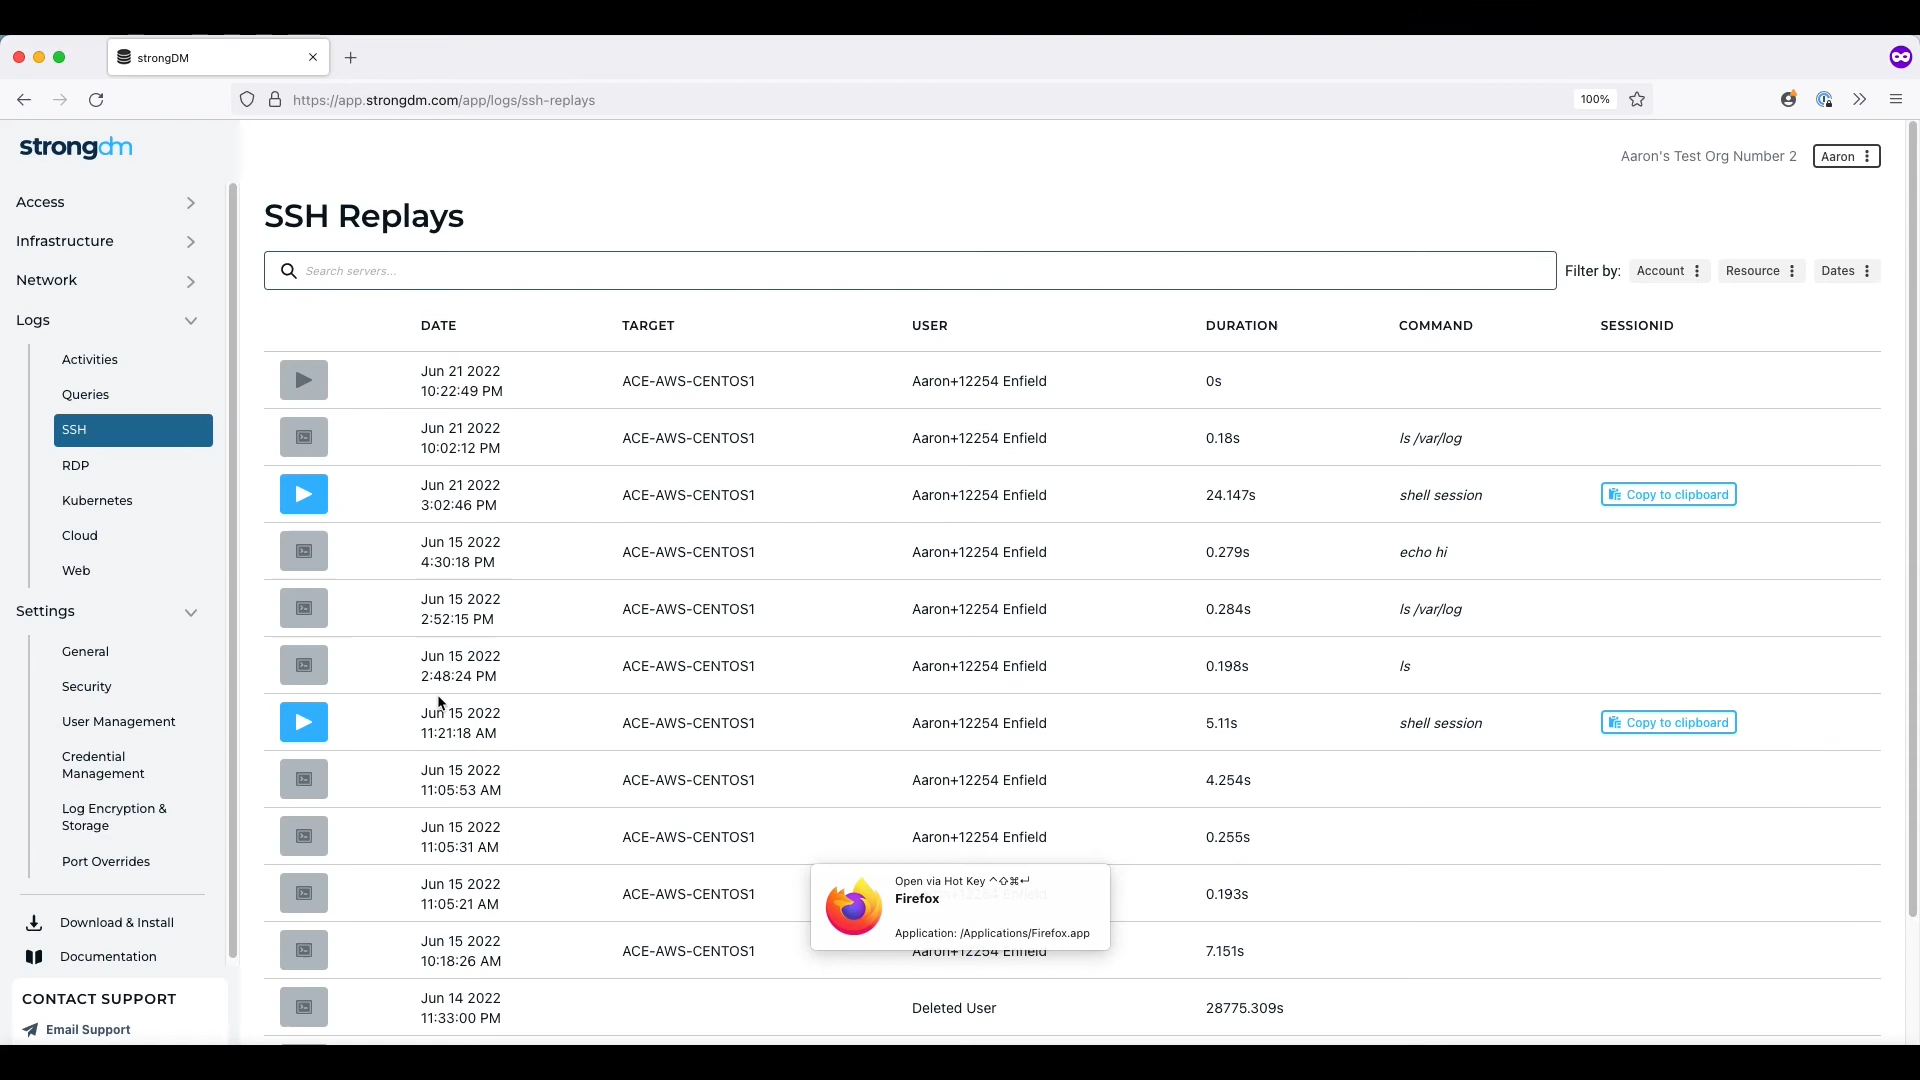 strongDM
https://app.strongdm.com/app/logs/ssh-replays
100%
strongdm
Aaron's Test Org Number 2
Aaron
Access
Infrastructure
Network
Logs
Activities
Queries
SSH
RDP
Kubernetes
Cloud
Web
Settings
General
Security
User Management
Credential
Management
Log Encryption &
Storage
Port Overrides
Download & Install
Documentation
CONTACT SUPPORT
Email Support
SSH Replays
Search servers...
Filter by: Account Resource Dates
DATE TARGET USER DURATION COMMAND SESSIONID
Jun 21 2022
10:22:49 PM ACE-AWS-CENTOS1 Aaron+12254 Enfield 0s
Jun 21 2022
10:02:12 PM ACE-AWS-CENTOS1 Aaron+12254 Enfield 0.18s ls /var/log
Jun 21 2022
3:02:46 PM ACE-AWS-CENTOS1 Aaron+12254 Enfield 24.147s shell session Copy to clipboard
Jun 15 2022
4:30:18 PM ACE-AWS-CENTOS1 Aaron+12254 Enfield 0.279s echo hi
Jun 15 2022
2:52:15 PM ACE-AWS-CENTOS1 Aaron+12254 Enfield 0.284s ls /var/log
Jun 15 2022
2:48:24 PM ACE-AWS-CENTOS1 Aaron+12254 Enfield 0.198s ls
Jun 15 2022
11:21:18 AM ACE-AWS-CENTOS1 Aaron+12254 Enfield 5.11s shell session Copy to clipboard
Jun 15 2022
11:05:53 AM ACE-AWS-CENTOS1 Aaron+12254 Enfield 4.254s
Jun 15 2022
11:05:31 AM ACE-AWS-CENTOS1 Aaron+12254 Enfield 0.255s
Jun 15 2022
11:05:21 AM ACE-AWS-CENTOS1 0.193s
Jun 15 2022
10:18:26 AM ACE-AWS-CENTOS1 Aaron+12254 Enfield 7.151s
Jun 14 2022
11:33:00 PM Deleted User 28775.309s
Open via Hot Key ^⇧⌘↵
Firefox
Application: /Applications/Firefox.app